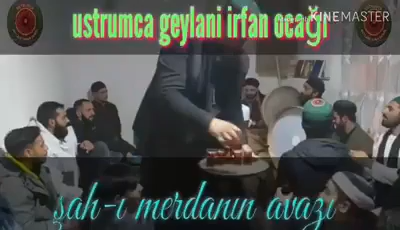 ustrumca geylani irfan ocağı
KINEMASTER
şah-ı merdanın avazı